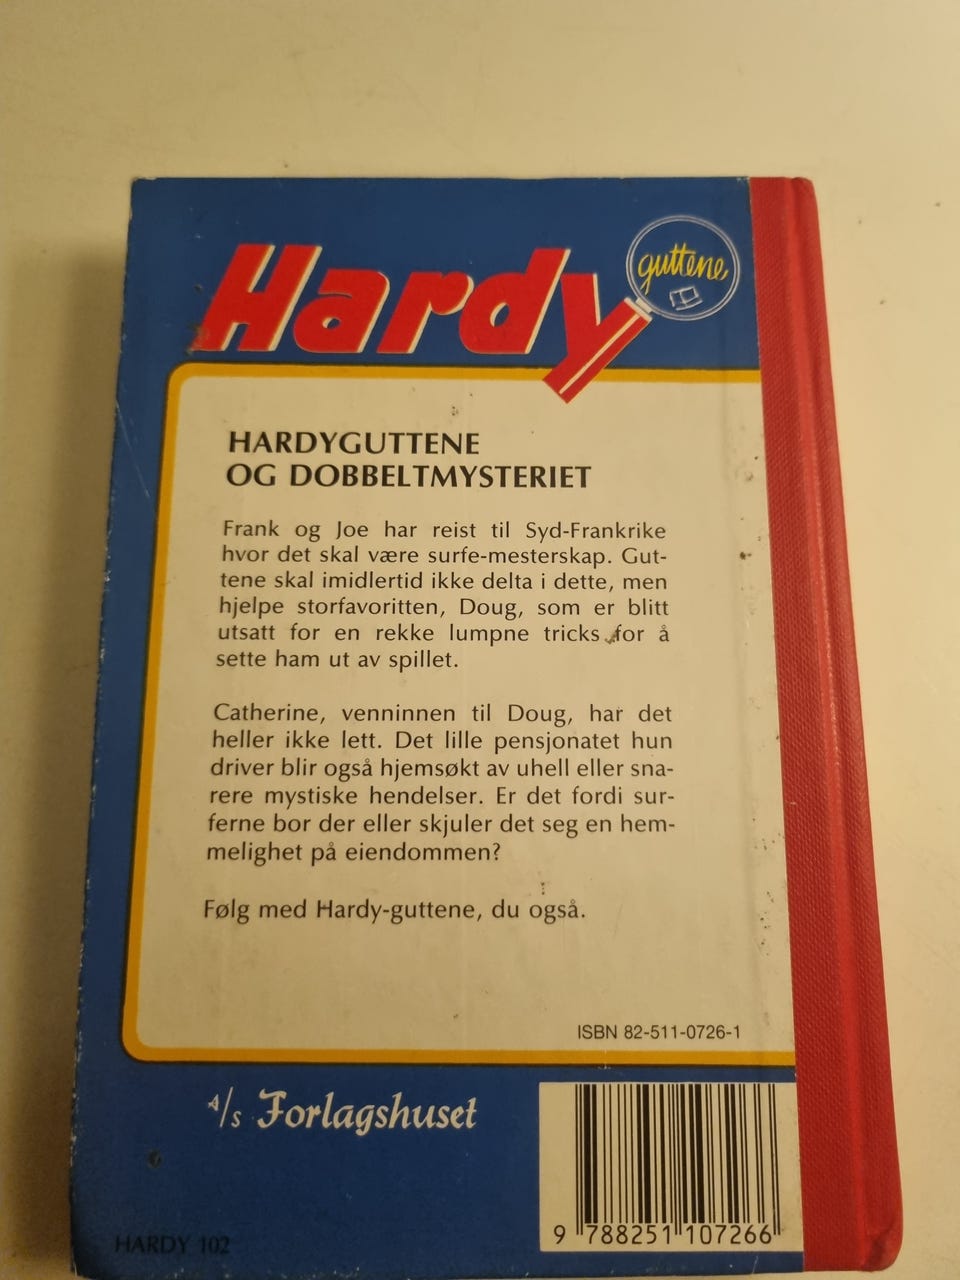 Hardy
guttene
HARDYGUTTENE
OG DOBBELTMYSTERIET
Frank og Joe har reist til Syd-Frankrike
hvor det skal være surfe-mesterskap. Gut-
tene skal imidlertid ikke delta i dette, men
hjelpe storfavoritten, Doug, som er blitt
utsatt for en rekke lumpne tricks for å
sette ham ut av spillet.
Catherine, venninnen til Doug, har det
heller ikke lett. Det lille pensjonatet hun
driver blir også hjemsøkt av uhell eller sna-
rere mystiske hendelser. Er det fordi sur-
ferne bor der eller skjuler det seg en hem-
melighet på eiendommen?
Følg med Hardy-guttene, du også.
ISBN 82-511-0726-1
A/S Forlagshuset
9 788251 107266
HARDY 102